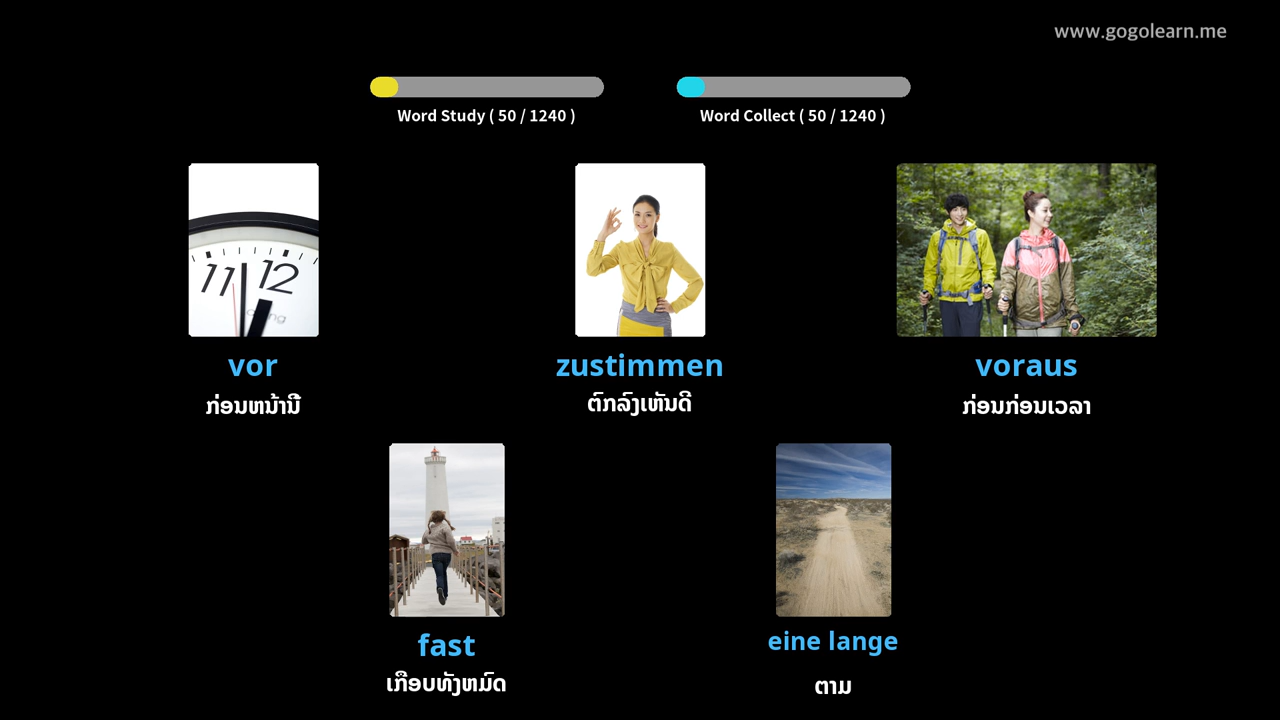 www.gogolearn.me
Word Study ( 50 / 1240 )
Word Collect ( 50 / 1240 )
11 12
vor
ກ່ອນຫນ້ານີ້
zustimmen
ຕົກລົງເຫັນດີ
voraus
ກ່ອນກ່ອນເວລາ
fast
ເກືອບທັງຫມົດ
eine lange
ຕາມ